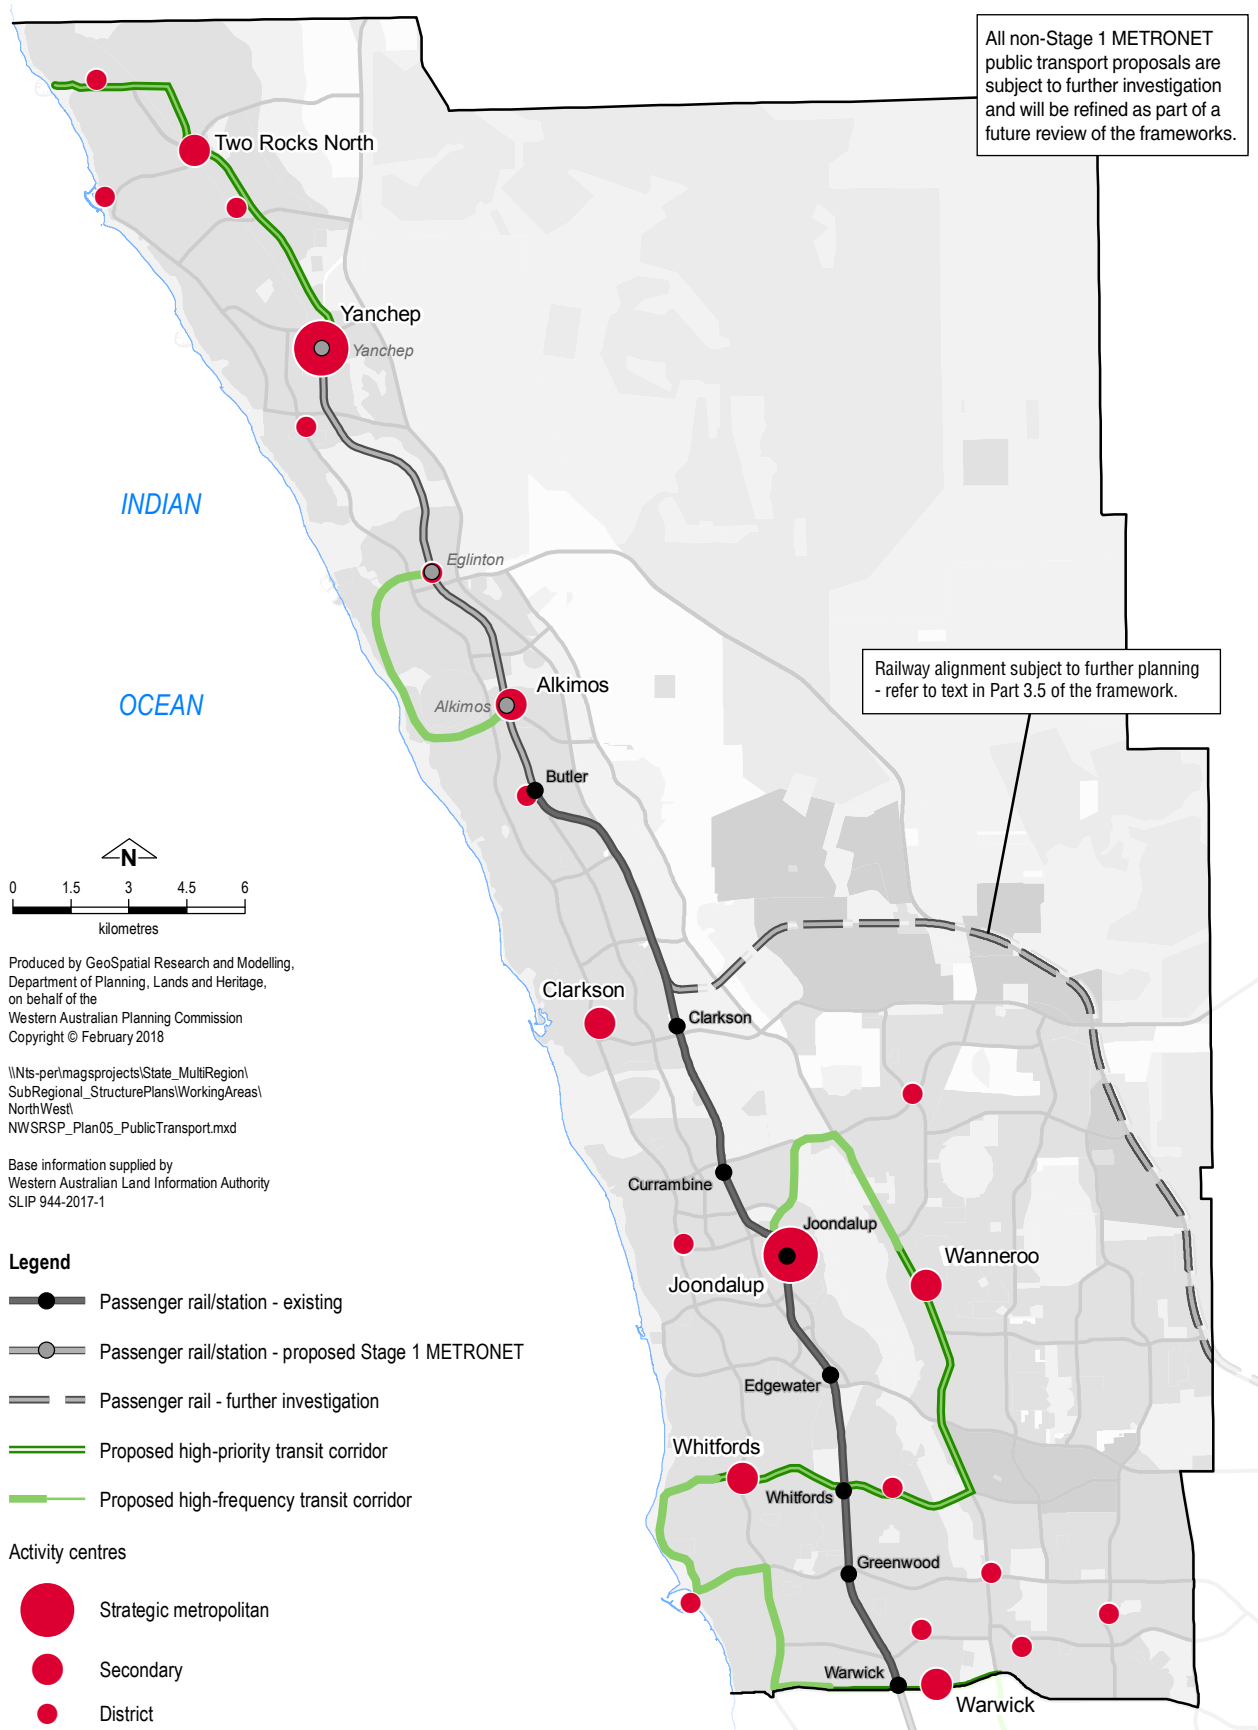 All non-Stage 1 METRONET
public transport proposals are
subject to further investigation
and will be refined as part of a
future review of the frameworks.
Two Rocks North
Yanchep
Yanchep
INDIAN
Eglinton
Railway alignment subject to further planning
- refer to text in Part 3.5 of the framework.
Alkimos
Alkimos
OCEAN
Butler
N
0 1.5 3 4.5 6
kilometres
Produced by GeoSpatial Research and Modelling,
Department of Planning, Lands and Heritage,
on behalf of the
Western Australian Planning Commission
Copyright © February 2018
\\Nts-per\magsprojects\State_MultiRegion\
SubRegional_StructurePlans\WorkingAreas\
NorthWest\
NWSRSP_Plan05_PublicTransport.mxd
Base information supplied by
Western Australian Land Information Authority
SLIP 944-2017-1
Clarkson
Clarkson
Currambine
Joondalup
Joondalup
Wanneroo
Edgewater
Whitfords
Whitfords
Greenwood
Warwick
Warwick
Legend
Passenger rail/station - existing
Passenger rail/station - proposed Stage 1 METRONET
Passenger rail - further investigation
Proposed high-priority transit corridor
Proposed high-frequency transit corridor
Activity centres
Strategic metropolitan
Secondary
District